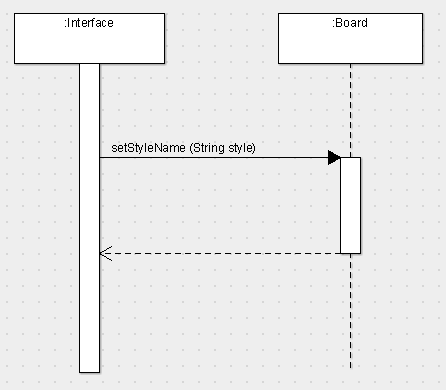 :Interface
:Board
setStyleName (String style)